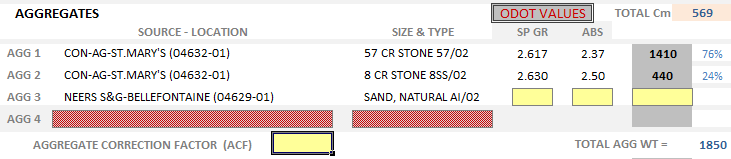 AGGREGATES ODOT VALUES TOTAL Cm 569
SOURCE - LOCATION SIZE & TYPE SP GR ABS
AGG 1 CON-AG-ST.MARY'S (04632-01) 57 CR STONE 57/02 2.617 2.37 1410 76%
AGG 2 CON-AG-ST.MARY'S (04632-01) 8 CR STONE 8SS/02 2.630 2.50 440 24%
AGG 3 NEERS S&G-BELLEFONTAINE (04629-01) SAND, NATURAL AI/02
AGG 4
AGGREGATE CORRECTION FACTOR (ACF) TOTAL AGG WT = 1850